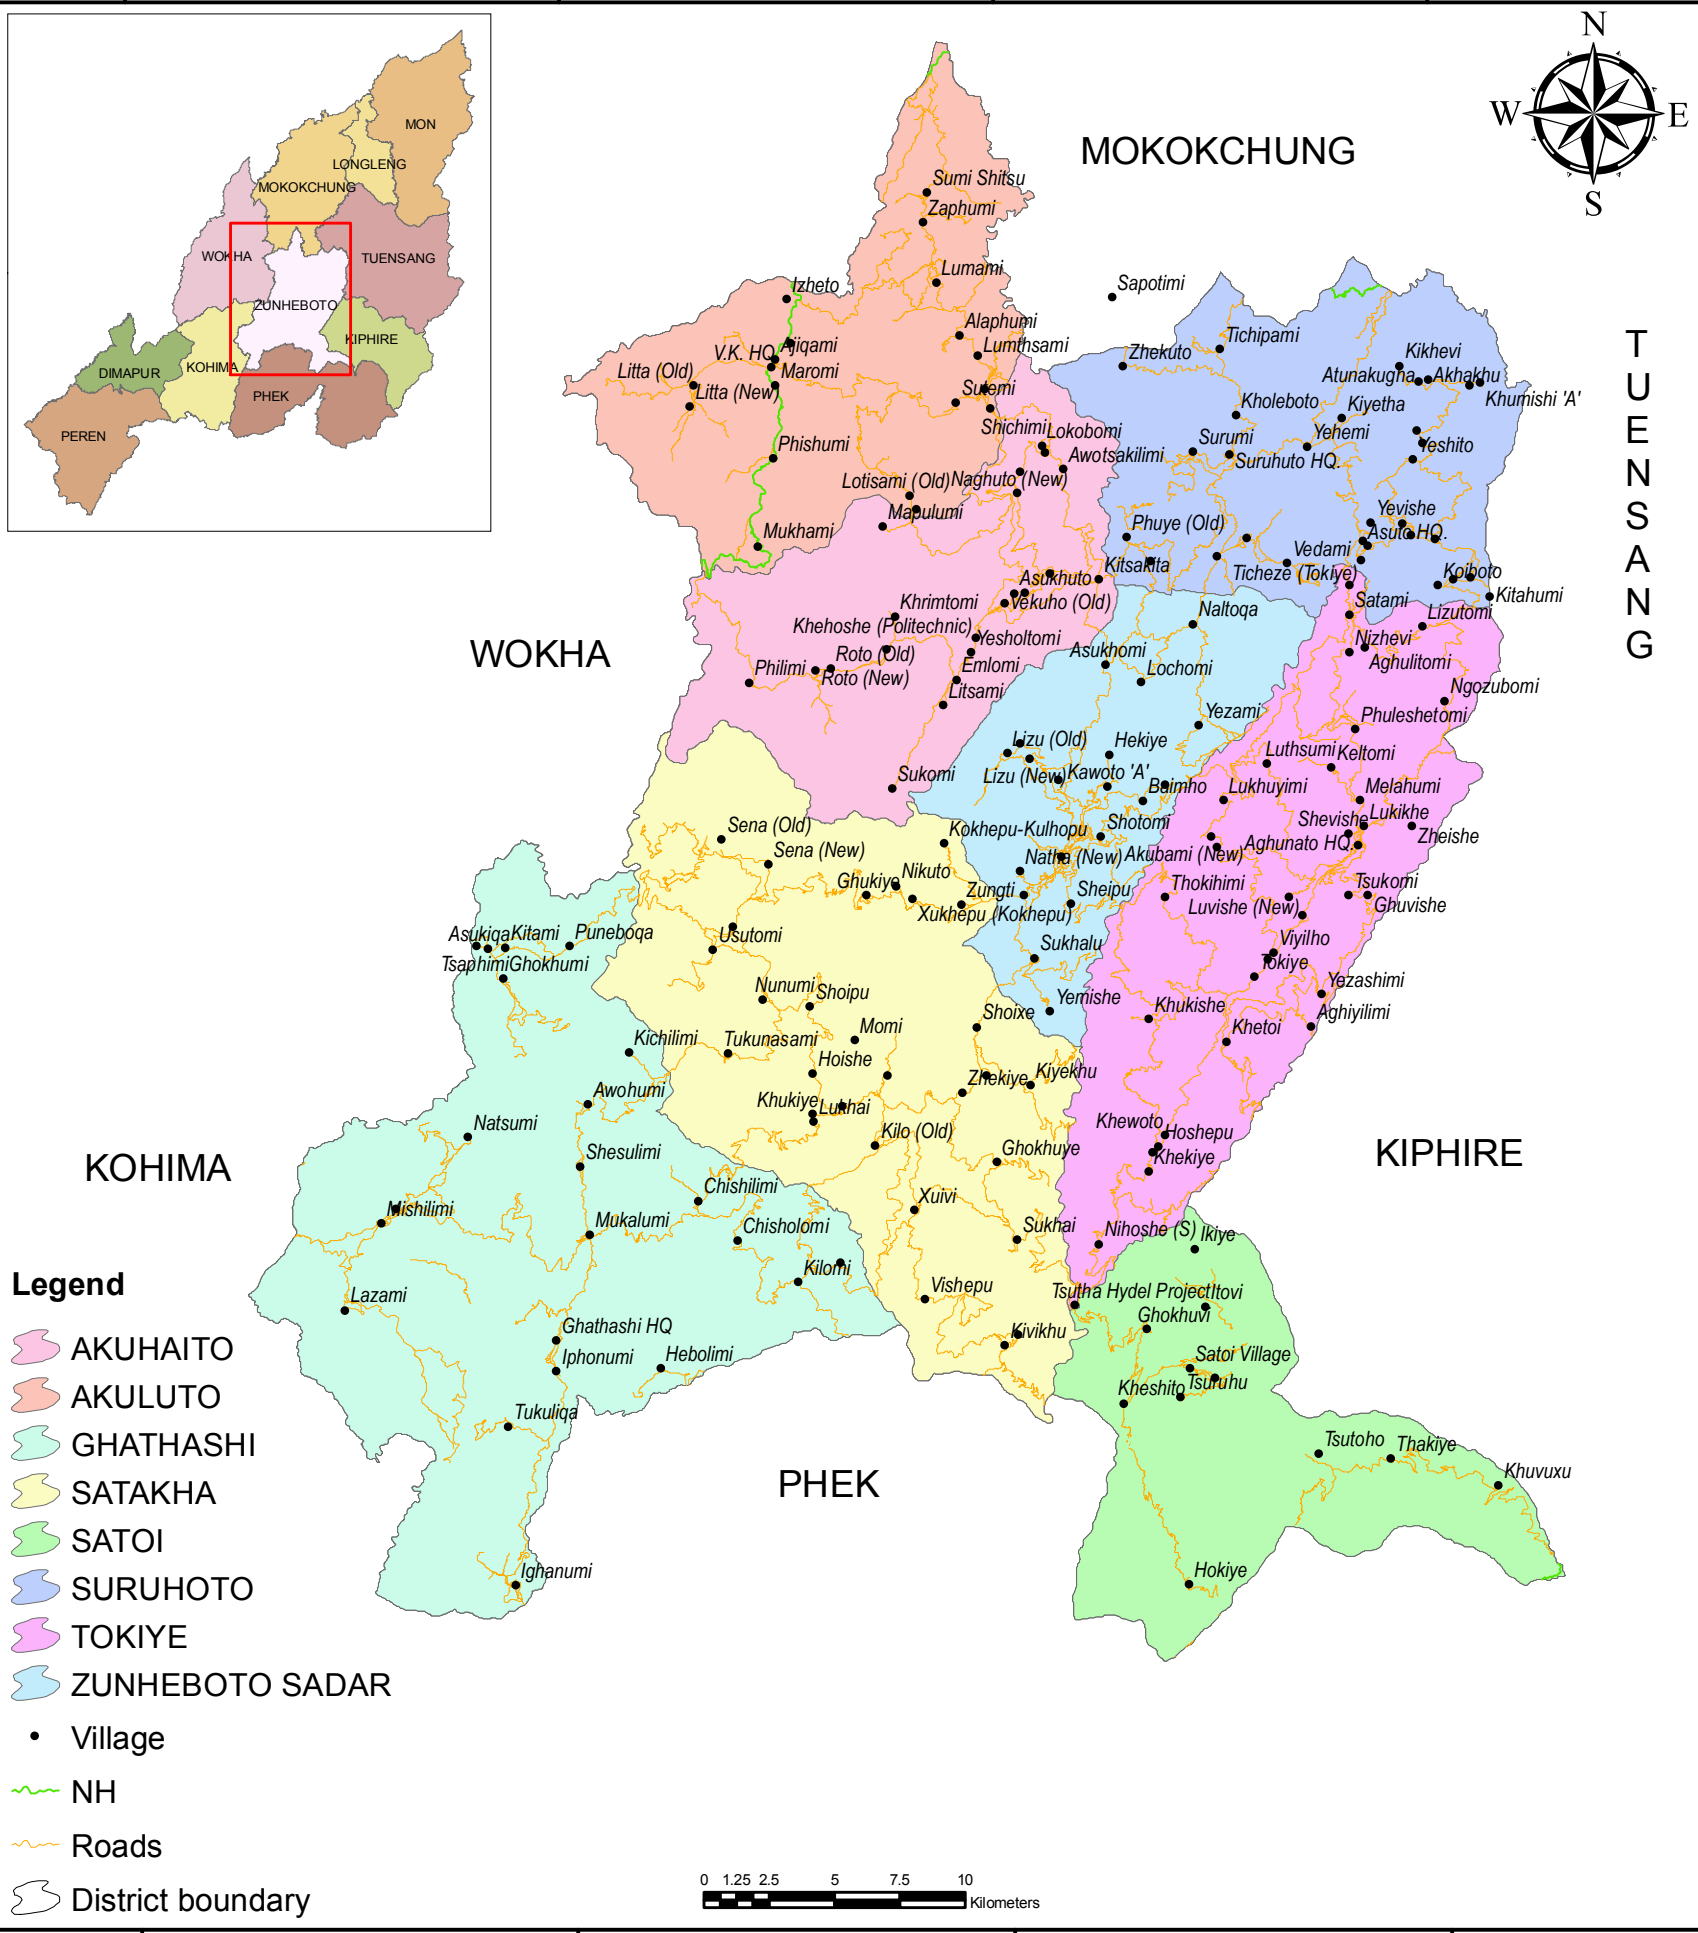 MON
LONGLENG
MOKOKCHUNG
WOKHA
TUENSANG
ZUNHEBOTO
KIPHIRE
DIMAPUR
KOHIMA
PHEK
PEREN
N
W
E
S
MOKOKCHUNG
TUENSANG
WOKHA
KOHIMA
KIPHIRE
PHEK
Sumi Shitsu
Zaphumi
Lumami
Sapotimi
Izheto
Alaphumi
Lumthsami
Ajiqami
V.K. HQ
Maromi
Litta (Old)
Litta (New)
Sutemi
Shichimi
Phishumi
Lotisami (Old)
Mukhami
Tichipami
Zhekuto
Kikhevi
Atunakugha
Akhakhu
Khumishi 'A'
Kholeboto
Kiyetha
Yehemi
Surumi
Suruhuto HQ.
Yeshito
Lokobomi
Awotsakilimi
Naghuto (New)
Mapulumi
Phuye (Old)
Yevishe
Asuto HQ.
Vedami
Kitsakita
Ticheze (Tokiye)
Koiboto
Kitahumi
Asukhuto
Vekuho (Old)
Khrimtomi
Khehoshe (Politechnic)
Yesholtomi
Roto (Old)
Emlomi
Philimi
Roto (New)
Litsami
Naltoqa
Satami
Lizutomi
Asukhomi
Lochomi
Nizhevi
Aghulitomi
Ngozubomi
Yezami
Phuleshetomi
Lizu (Old)
Hekiye
Luthsumi
Keltomi
Lizu (New)
Kawoto 'A'
Baimho
Lukhuyimi
Melahumi
Sukomi
Shevishe
Lukikhe
Zheishe
Sena (Old)
Kokhepu-Kulhopu
Shotomi
Sena (New)
Natha (New)
Akubami (New)
Aghunato HQ.
Nikuto
Ghukiye
Zungti
Sheipu
Thokihimi
Tsukomi
Xukhepu (Kokhepu)
Luvishe (New)
Ghuvishe
Asukiqa
Kitami
Puneboqa
Usutomi
Sukhalu
Viyilho
Tsaphimi
Ghokhumi
Tokiye
Yezashimi
Nunumi
Shoipu
Shoixe
Yemishe
Khukishe
Aghiyilimi
Kichilimi
Tukunasami
Momi
Khetoi
Hoishe
Awohumi
Zhekiye
Kiyekhu
Khukiye
Lukhai
Natsumi
Kilo (Old)
Khewoto
Hoshepu
Shesulimi
Ghokhuye
Khekiye
Chishilimi
Mishilimi
Mukalumi
Chisholomi
Xuivi
Sukhai
Nihoshe (S)
Ikiye
Kilomi
Lazami
Vishepu
Tsutha Hydel Project
Itovi
Ghathashi HQ
Kivikhu
Ghokhuvi
Iphonumi
Hebolimi
Satoi Village
Kheshito
Tsuruhu
Tukuliqa
Tsutoho
Thakiye
Khuvuxu
Ighanumi
Hokiye
Legend
AKUHAITO
AKULUTO
GHATHASHI
SATAKHA
SATOI
SURUHOTO
TOKIYE
ZUNHEBOTO SADAR
Village
NH
Roads
District boundary
0 1.25 2.5 5 7.5 10
Kilometers